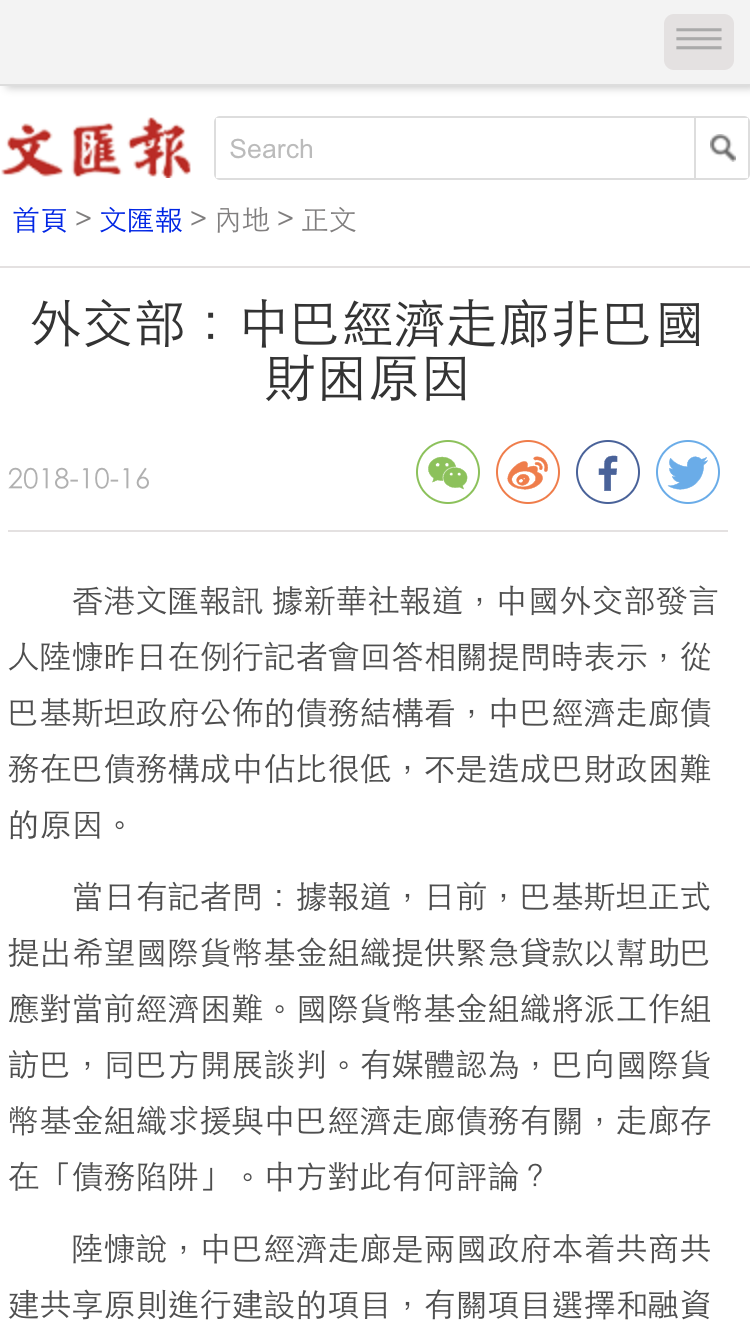 文匯報
Search
首頁 > 文匯報 > 內地 > 正文
外交部：中巴經濟走廊非巴國
財困原因
2018-10-16
香港文匯報訊 據新華社報道，中國外交部發言
人陸慷昨日在例行記者會回答相關提問時表示，從
巴基斯坦政府公佈的債務結構看，中巴經濟走廊債
務在巴債務構成中佔比很低，不是造成巴財政困難
的原因。
當日有記者問：據報道，日前，巴基斯坦正式
提出希望國際貨幣基金組織提供緊急貸款以幫助巴
應對當前經濟困難。國際貨幣基金組織將派工作組
訪巴，同巴方開展談判。有媒體認為，巴向國際貨
幣基金組織求援與中巴經濟走廊債務有關，走廊存
在「債務陷阱」。中方對此有何評論？
陸慷說，中巴經濟走廊是兩國政府本着共商共
建共享原則進行建設的項目，有關項目選擇和融資